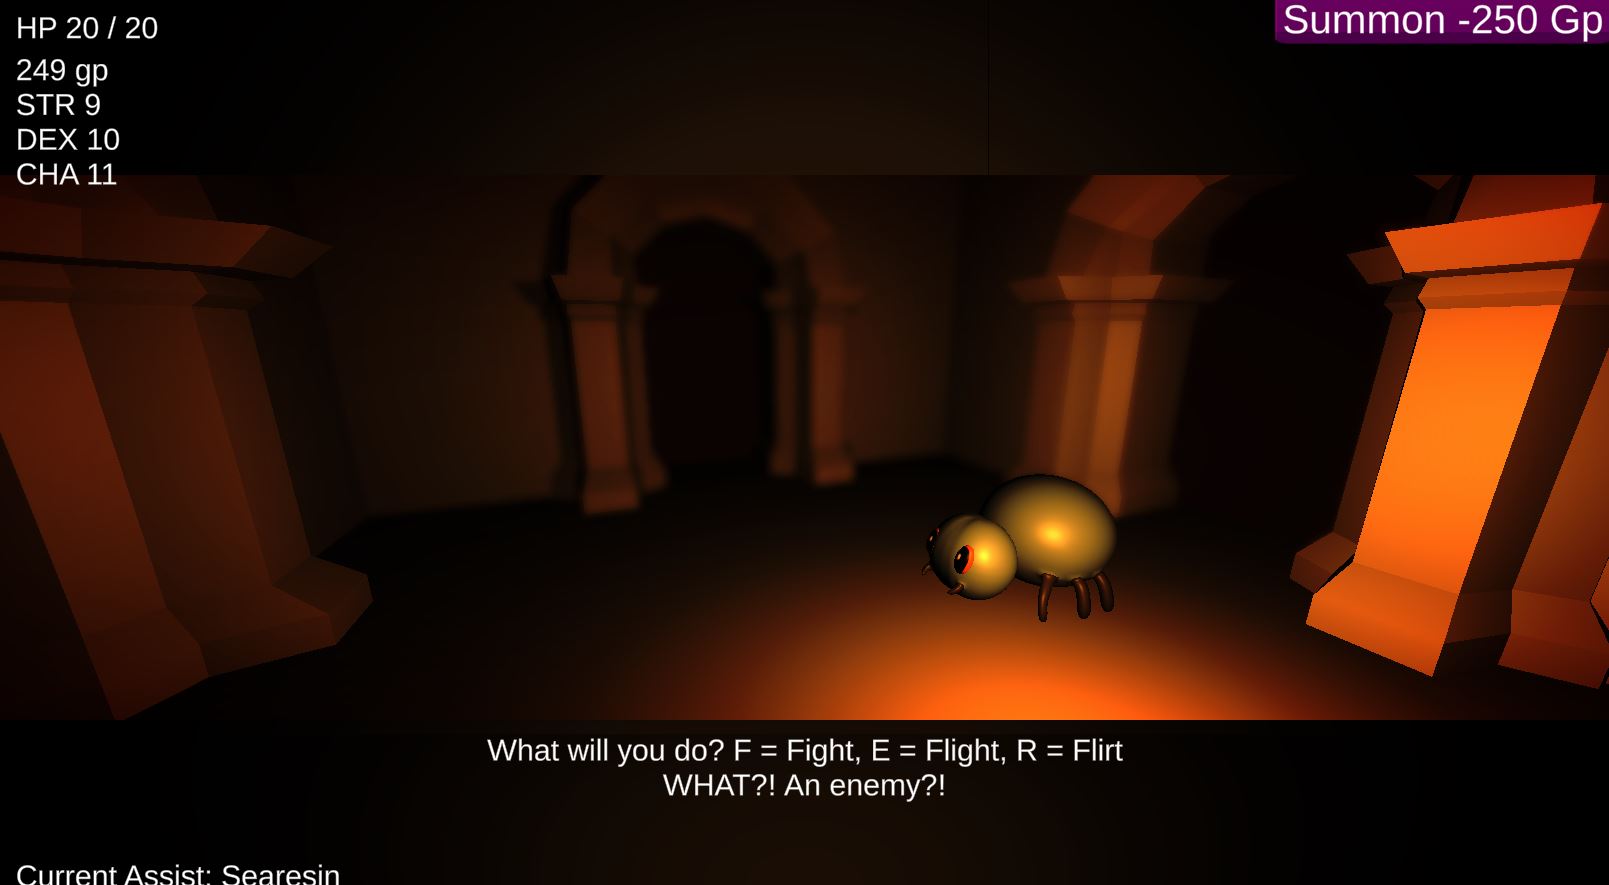 HP 20 / 20
Summon -250 Gp
249 gp
STR 9
DEX 10
CHA 11
What will you do? F = Fight, E = Flight, R = Flirt
WHAT?! An enemy?!
Current Assist: Searesin